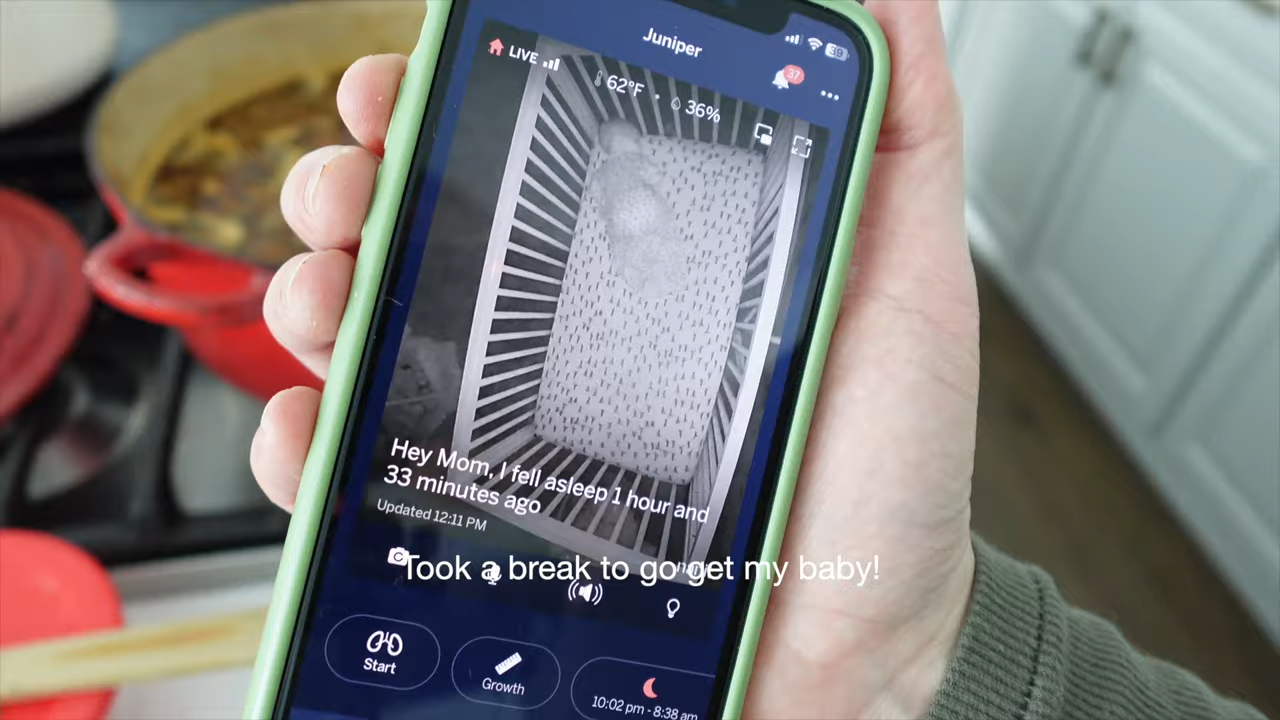 Juniper
39
LIVE
37
62°F · 36%
Hey Mom, I fell asleep 1 hour and
33 minutes ago
Updated 12:11 PM
Took a break to go get my baby!
Start
Growth
10:02 pm - 8:38 am